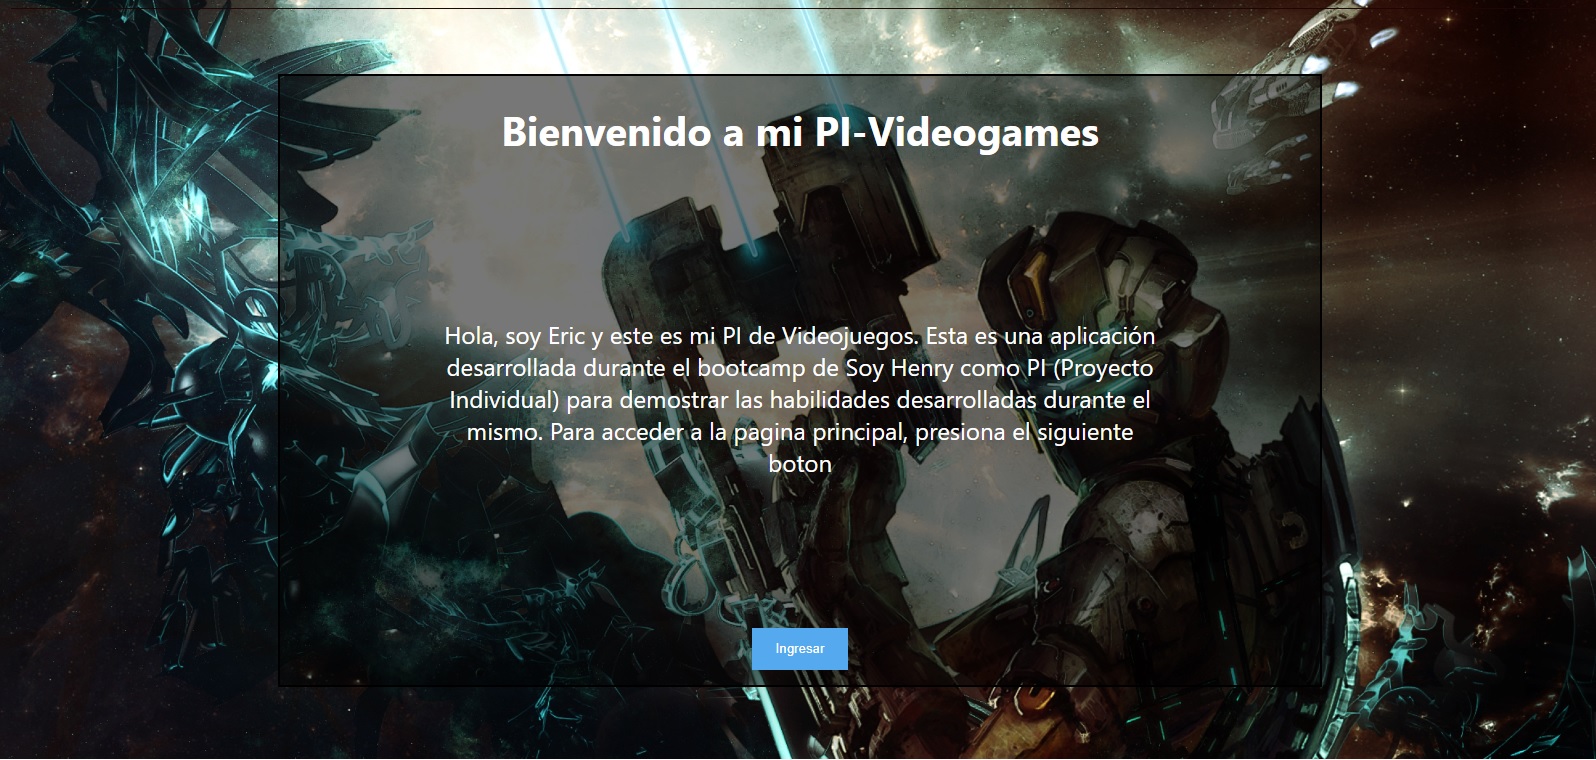 Bienvenido a mi PI-Videogames
Hola, soy Eric y este es mi PI de Videojuegos. Esta es una aplicación
desarrollada durante el bootcamp de Soy Henry como PI (Proyecto
Individual) para demostrar las habilidades desarrolladas durante el
mismo. Para acceder a la pagina principal, presiona el siguiente
boton
Ingresar